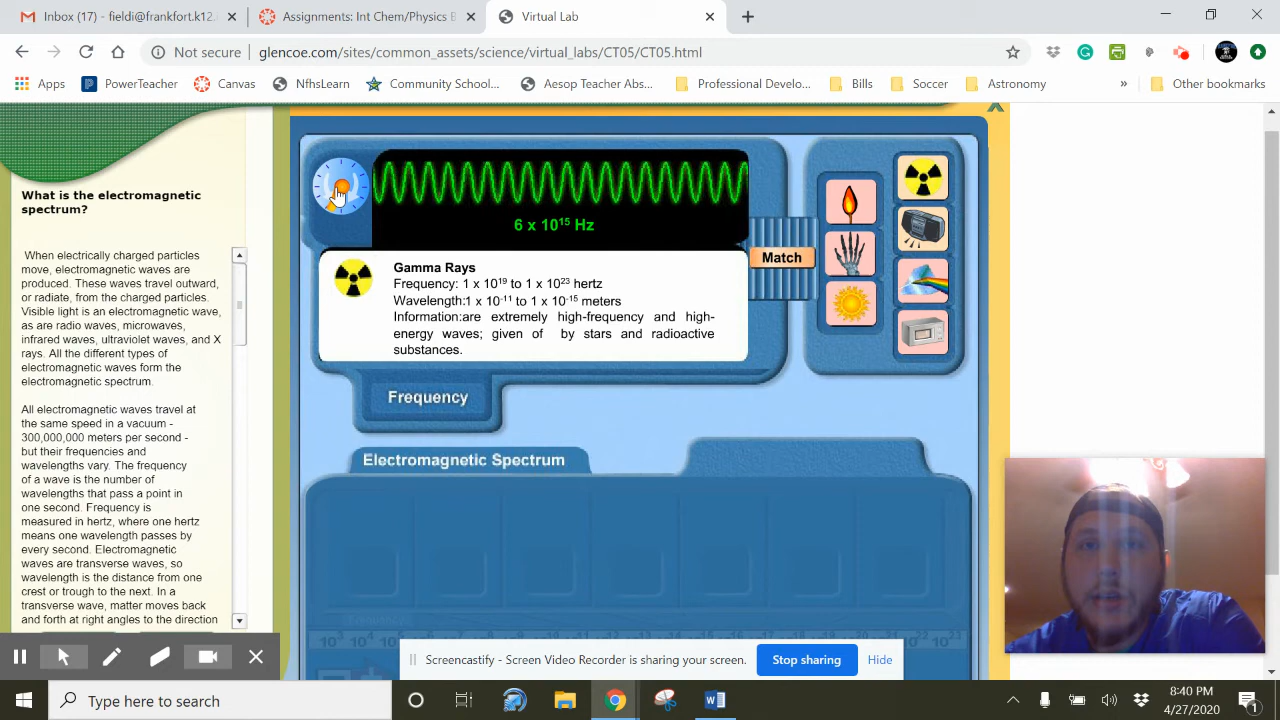 Inbox (17) - fieldi@frankfort.k12.
Assignments: Int Chem/Physics B
Virtual Lab
Not secure
glencoe.com/sites/common_assets/science/virtual_labs/CT05/CT05.html
Apps
PowerTeacher
Canvas
NfhsLearn
Community School...
Aesop Teacher Abs...
Professional Develo...
Bills
Soccer
Astronomy
»
Other bookmarks
What is the electromagnetic
spectrum?
When electrically charged particles
move, electromagnetic waves are
produced. These waves travel outward,
or radiate, from the charged particles.
Visible light is an electromagnetic wave,
as are radio waves, microwaves,
infrared waves, ultraviolet waves, and X
rays. All the different types of
electromagnetic waves form the
electromagnetic spectrum.
All electromagnetic waves travel at
the same speed in a vacuum -
300,000,000 meters per second -
but their frequencies and
wavelengths vary. The frequency
of a wave is the number of
wavelengths that pass a point in
one second. Frequency is
measured in hertz, where one hertz
means one wavelength passes by
every second. Electromagnetic
waves are transverse waves, so
wavelength is the distance from one
crest or trough to the next. In a
transverse wave, matter moves back
and forth at right angles to the direction
6 x 10¹⁵ Hz
Gamma Rays
Frequency: 1 x 10¹⁹ to 1 x 10²³ hertz
Wavelength:1 x 10⁻¹¹ to 1 x 10⁻¹⁵ meters
Information:are extremely high-frequency and high-
energy waves; given of by stars and radioactive
substances.
Match
Frequency
Electromagnetic Spectrum
Frequency
10³ 10⁴
Screencastify - Screen Video Recorder is sharing your screen.
Stop sharing
Hide
Type here to search
8:40 PM
4/27/2020
1